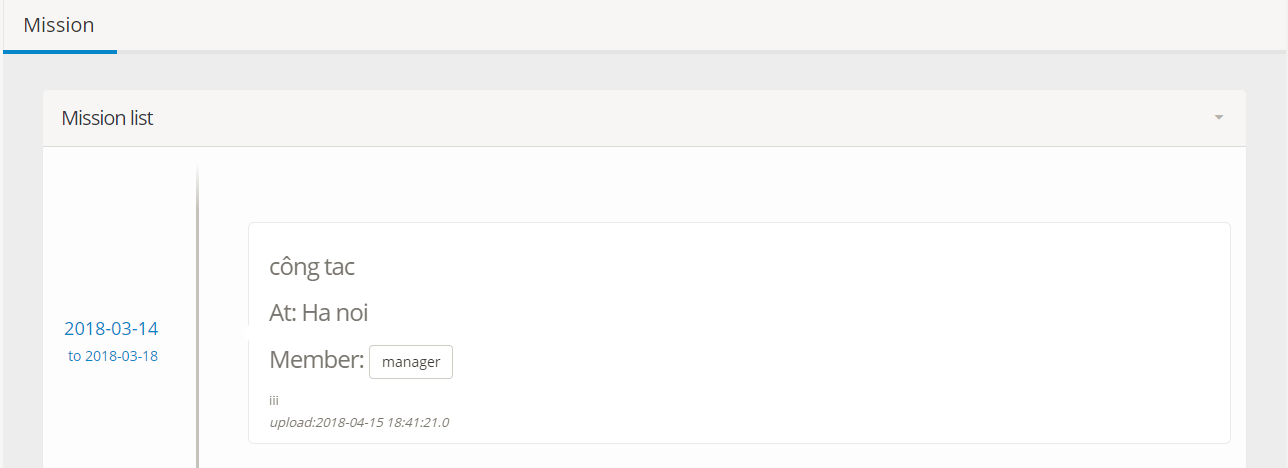 Mission
Mission list
2018-03-14
to 2018-03-18
công tac
At: Ha noi
Member: manager
iii
upload:2018-04-15 18:41:21.0